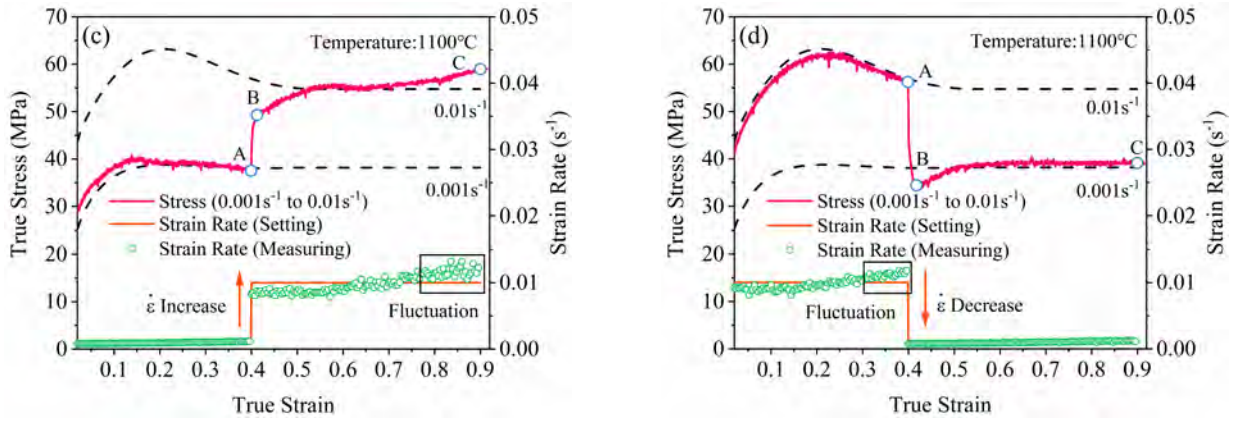 (c)
Temperature:1100°C
C
B
0.01s⁻¹
A
0.001s⁻¹
Stress (0.001s⁻¹ to 0.01s⁻¹)
Strain Rate (Setting)
Strain Rate (Measuring)
ε̇ Increase
Fluctuation
True Stress (MPa)
70
60
50
40
30
20
10
0
0.1 0.2 0.3 0.4 0.5 0.6 0.7 0.8 0.9
True Strain
0.05
0.04
0.03
0.02
0.01
0.00
Strain Rate (s⁻¹)
(d)
Temperature:1100°C
A
0.01s⁻¹
B
C
0.001s⁻¹
Stress (0.001s⁻¹ to 0.01s⁻¹)
Strain Rate (Setting)
Strain Rate (Measuring)
Fluctuation
ε̇ Decrease
True Stress (MPa)
70
60
50
40
30
20
10
0
0.1 0.2 0.3 0.4 0.5 0.6 0.7 0.8 0.9
True Strain
0.05
0.04
0.03
0.02
0.01
0.00
Strain Rate (s⁻¹)